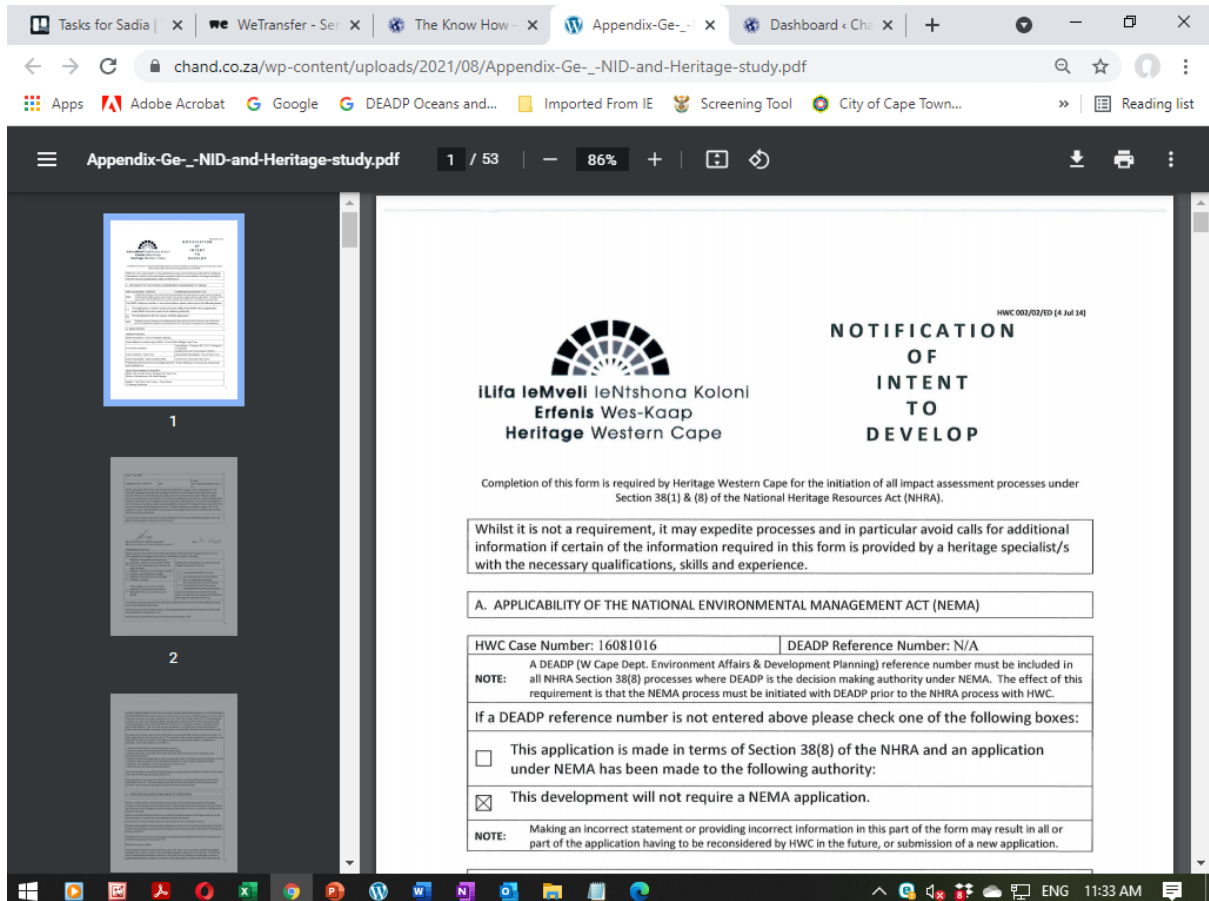 Tasks for Sadia |
WeTransfer - Ser
The Know How -
Appendix-Ge-_-
Dashboard ‹ Cha
chand.co.za/wp-content/uploads/2021/08/Appendix-Ge-_-NID-and-Heritage-study.pdf
Apps
Adobe Acrobat
Google
DEADP Oceans and...
Imported From IE
Screening Tool
City of Cape Town...
»
Reading list
Appendix-Ge-_-NID-and-Heritage-study.pdf
1 / 53
86%
1
2
HWC 002/02/ED (4 Jul 14)
NOTIFICATION
OF
INTENT
TO
DEVELOP
iLifa leMveli leNtshona Koloni
Erfenis Wes-Kaap
Heritage Western Cape
Completion of this form is required by Heritage Western Cape for the initiation of all impact assessment processes under
Section 38(1) & (8) of the National Heritage Resources Act (NHRA).
Whilst it is not a requirement, it may expedite processes and in particular avoid calls for additional
information if certain of the information required in this form is provided by a heritage specialist/s
with the necessary qualifications, skills and experience.
A. APPLICABILITY OF THE NATIONAL ENVIRONMENTAL MANAGEMENT ACT (NEMA)
HWC Case Number: 16081016
DEADP Reference Number: N/A
NOTE: A DEADP (W Cape Dept. Environment Affairs & Development Planning) reference number must be included in
all NHRA Section 38(8) processes where DEADP is the decision making authority under NEMA. The effect of this
requirement is that the NEMA process must be initiated with DEADP prior to the NHRA process with HWC.
If a DEADP reference number is not entered above please check one of the following boxes:
This application is made in terms of Section 38(8) of the NHRA and an application
under NEMA has been made to the following authority:
This development will not require a NEMA application.
NOTE: Making an incorrect statement or providing incorrect information in this part of the form may result in all or
part of the application having to be reconsidered by HWC in the future, or submission of a new application.
ENG
11:33 AM